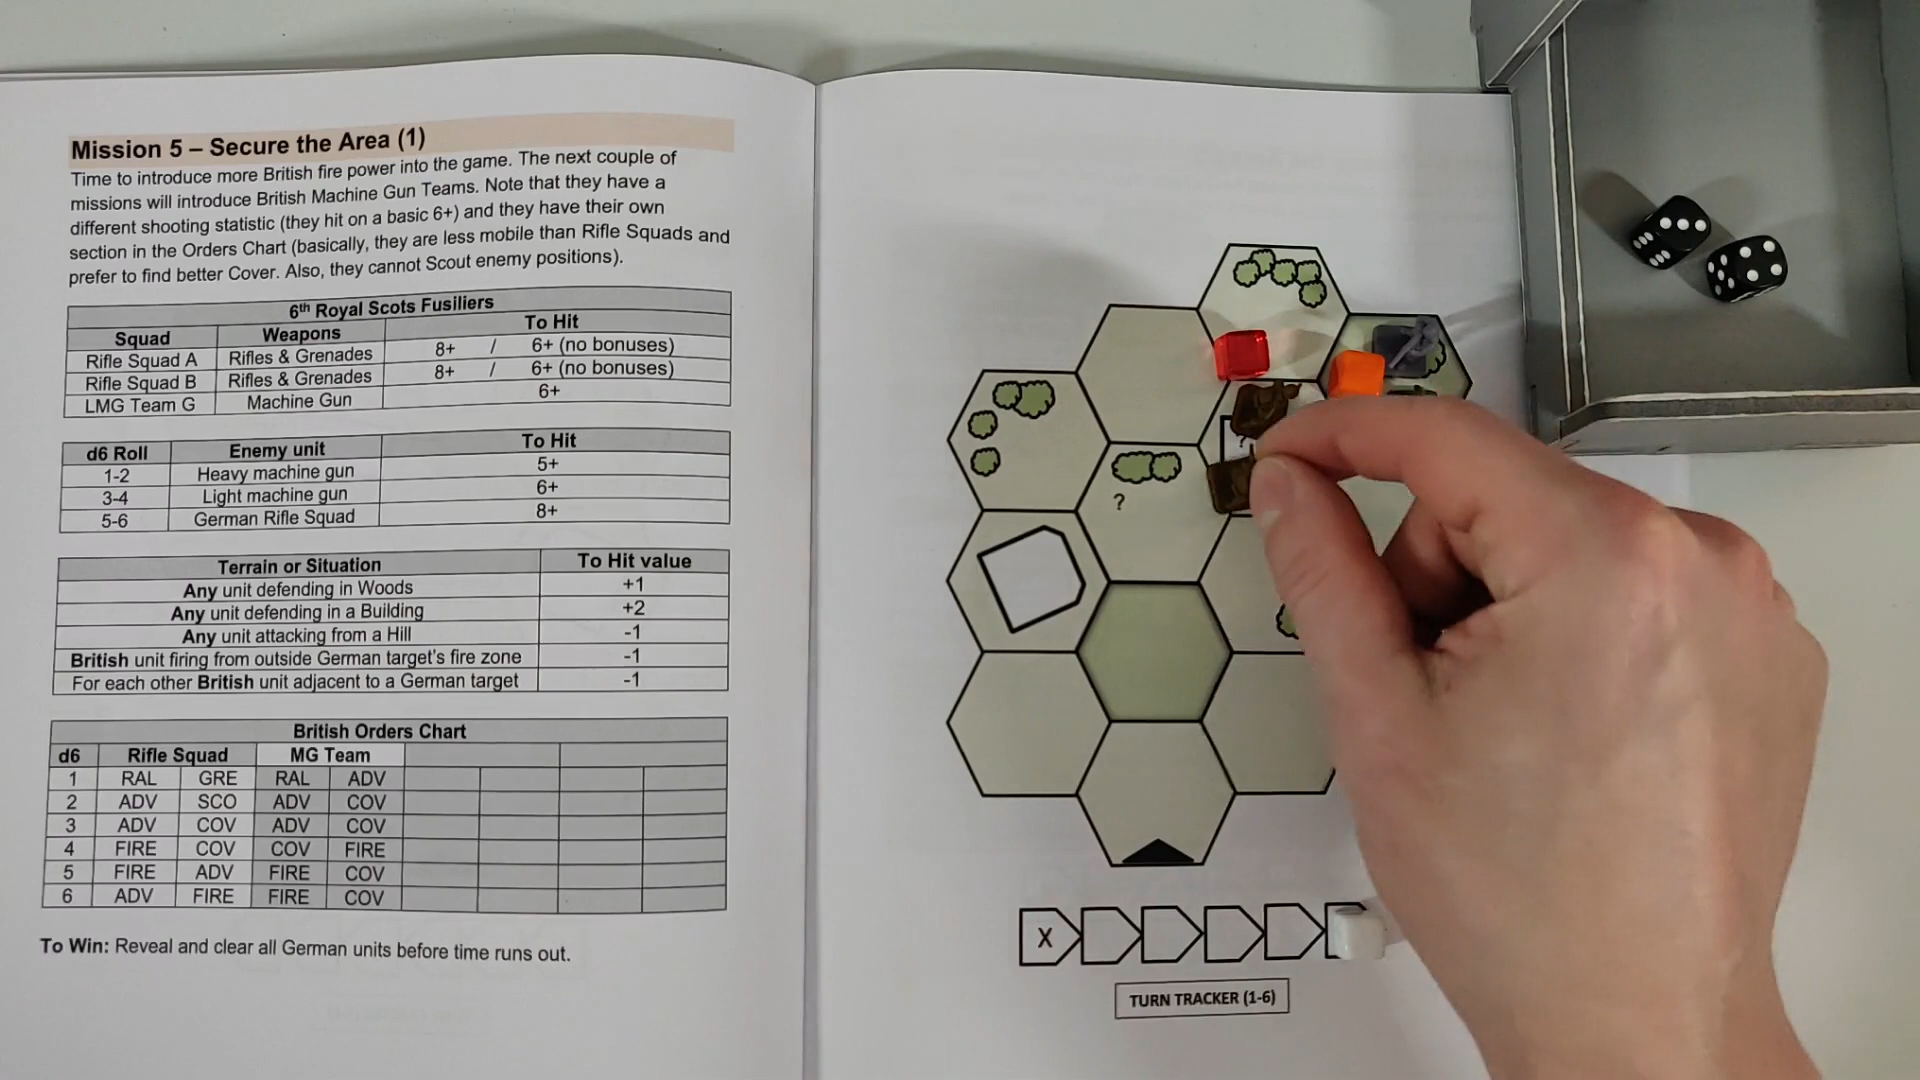 Mission 5 – Secure the Area (1)
Time to introduce more British fire power into the game. The next couple of
missions will introduce British Machine Gun Teams. Note that they have a
different shooting statistic (they hit on a basic 6+) and they have their own
section in the Orders Chart (basically, they are less mobile than Rifle Squads and
prefer to find better Cover. Also, they cannot Scout enemy positions).
6th Royal Scots Fusiliers
Squad Weapons To Hit
Rifle Squad A Rifles & Grenades 8+ / 6+ (no bonuses)
Rifle Squad B Rifles & Grenades 8+ / 6+ (no bonuses)
LMG Team G Machine Gun 6+
d6 Roll Enemy unit To Hit
1-2 Heavy machine gun 5+
3-4 Light machine gun 6+
5-6 German Rifle Squad 8+
Terrain or Situation To Hit value
Any unit defending in Woods +1
Any unit defending in a Building +2
Any unit attacking from a Hill -1
British unit firing from outside German target's fire zone -1
For each other British unit adjacent to a German target -1
British Orders Chart
d6 Rifle Squad MG Team
1 RAL GRE RAL ADV
2 ADV SCO ADV COV
3 ADV COV ADV COV
4 FIRE COV COV FIRE
5 FIRE ADV FIRE COV
6 ADV FIRE FIRE COV
To Win: Reveal and clear all German units before time runs out.
?
?
X
TURN TRACKER (1-6)